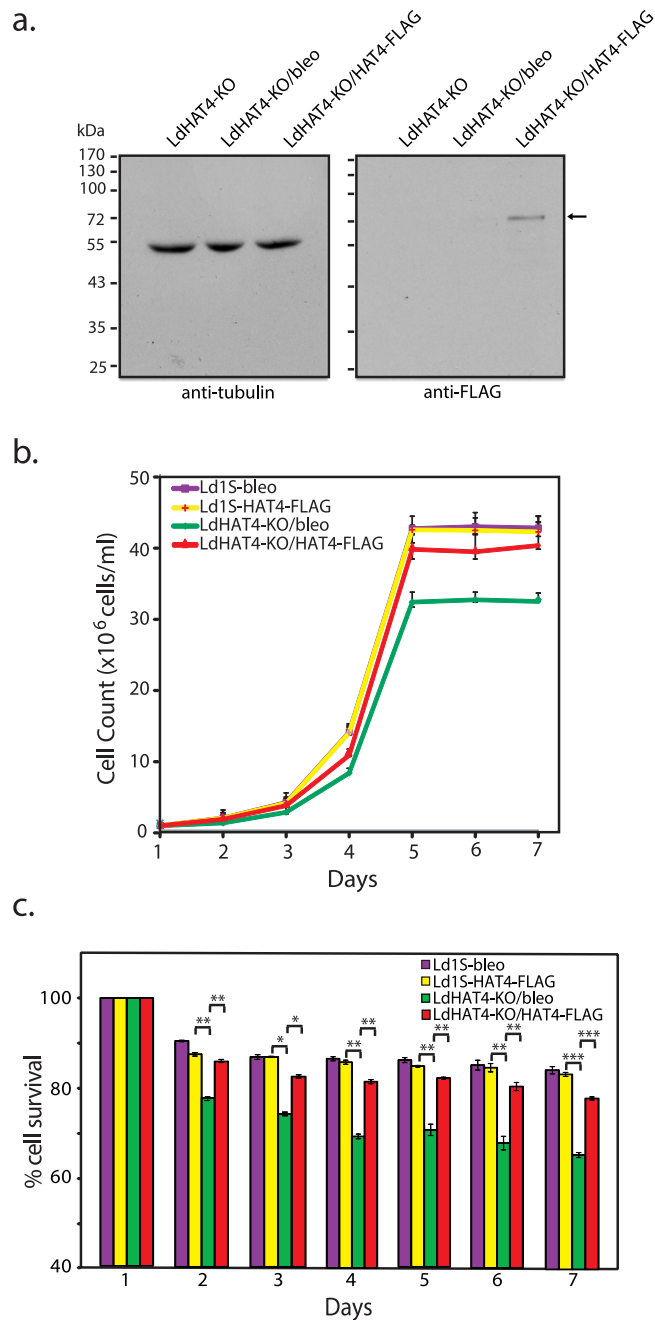 a.
LdHAT4-KO
LdHAT4-KO/bleo
LdHAT4-KO/HAT4-FLAG
LdHAT4-KO
LdHAT4-KO/bleo
LdHAT4-KO/HAT4-FLAG
kDa
170
130
100
72
55
43
35
25
anti-tubulin
anti-FLAG
b.
Ld1S-bleo
Ld1S-HAT4-FLAG
LdHAT4-KO/bleo
LdHAT4-KO/HAT4-FLAG
Cell Count (x10⁶ cells/ml)
50
40
30
20
10
0
1 2 3 4 5 6 7
Days
c.
Ld1S-bleo
Ld1S-HAT4-FLAG
LdHAT4-KO/bleo
LdHAT4-KO/HAT4-FLAG
% cell survival
100
80
60
40
** **
* *
** **
** **
** **
*** ***
1 2 3 4 5 6 7
Days